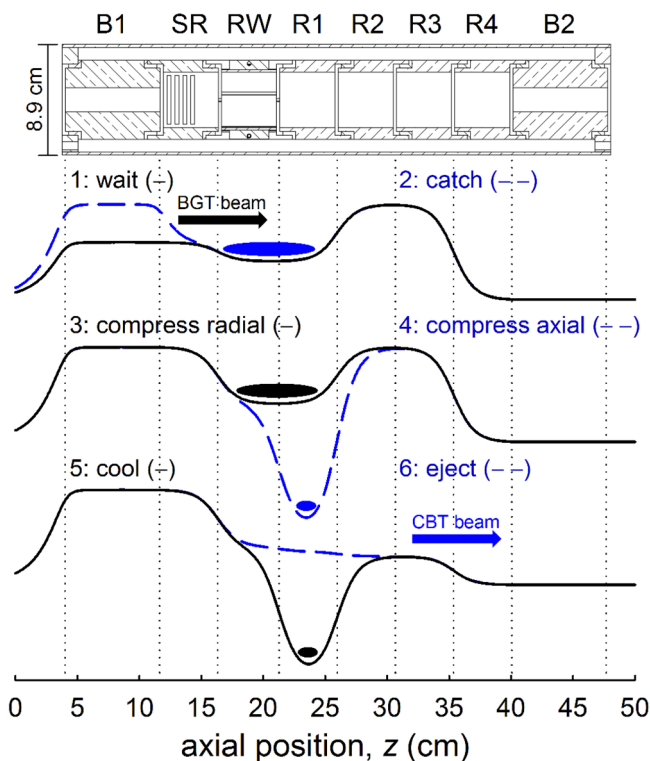 B1 SR RW R1 R2 R3 R4 B2
8.9 cm
1: wait (–)
2: catch (– –)
BGT beam
3: compress radial (–)
4: compress axial (– –)
5: cool (–)
6: eject (– –)
CBT beam
0 5 10 15 20 25 30 35 40 45 50
axial position, z (cm)